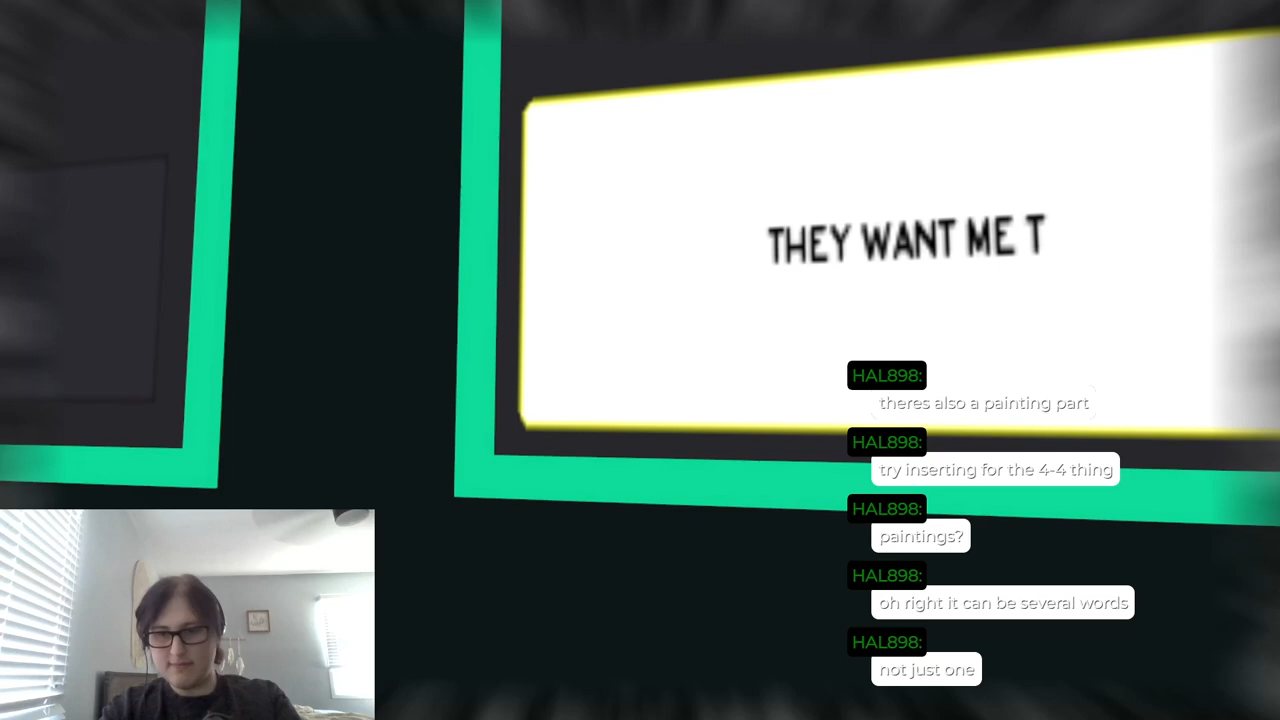 THEY WANT ME T
HAL898:
theres also a painting part
HAL898:
try inserting for the 4-4 thing
HAL898:
paintings?
HAL898:
oh right it can be several words
HAL898:
not just one